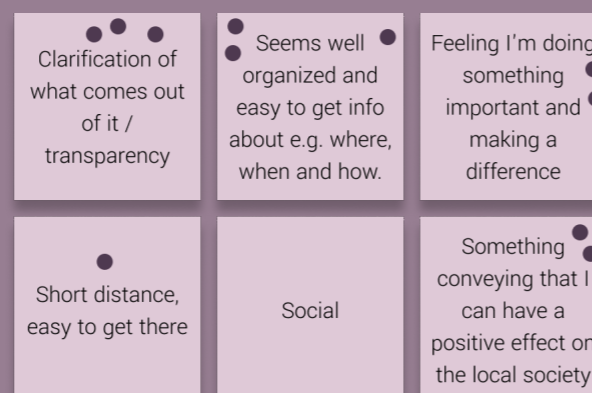 Clarification of
what comes out
of it /
transparency
Seems well
organized and
easy to get info
about e.g. where,
when and how.
Feeling I'm doing
something
important and
making a
difference
Short distance,
easy to get there
Social
Something
conveying that I
can have a
positive effect on
the local society